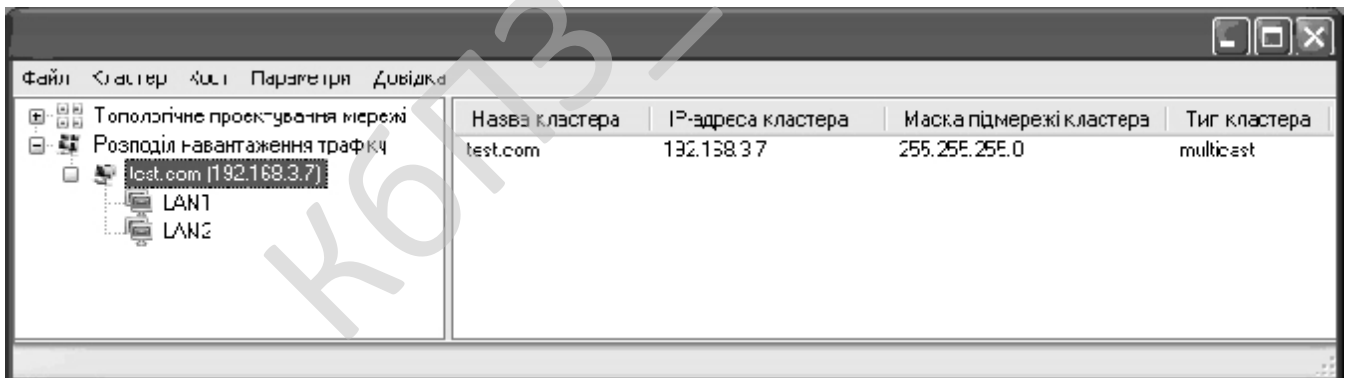 Файл Кластер Хост Параметри Довідка
Топологічне проектування мережі
Розподіл навантаження трафку
test.com (192.168.3.7)
LAN1
LAN2
Назва кластера IP-адреса кластера Маска підмережі кластера Тип кластера
test.com 192.168.3.7 255.255.255.0 multicast
КбПЗ_